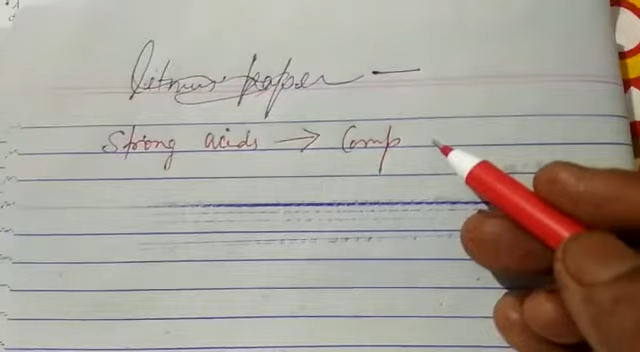 litmus paper —
Strong acids → Comp